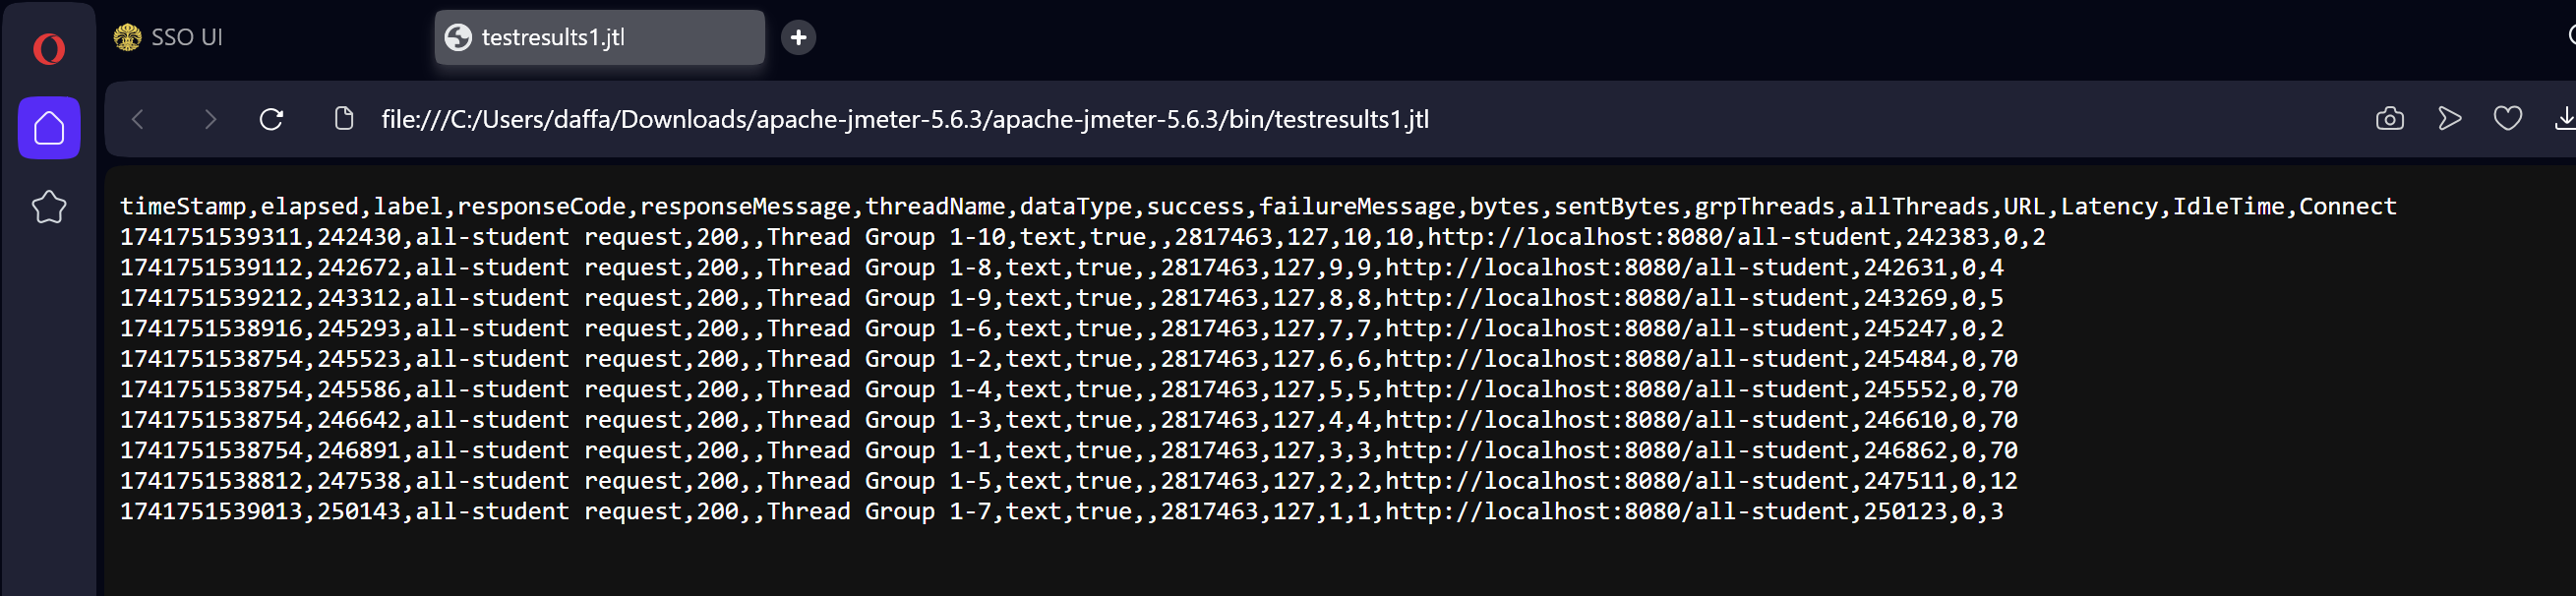 SSO UI
testresults1.jtl
file:///C:/Users/daffa/Downloads/apache-jmeter-5.6.3/apache-jmeter-5.6.3/bin/testresults1.jtl
timeStamp,elapsed,label,responseCode,responseMessage,threadName,dataType,success,failureMessage,bytes,sentBytes,grpThreads,allThreads,URL,Latency,IdleTime,Connect
1741751539311,242430,all-student request,200,,Thread Group 1-10,text,true,,2817463,127,10,10,http://localhost:8080/all-student,242383,0,2
1741751539112,242672,all-student request,200,,Thread Group 1-8,text,true,,2817463,127,9,9,http://localhost:8080/all-student,242631,0,4
1741751539212,243312,all-student request,200,,Thread Group 1-9,text,true,,2817463,127,8,8,http://localhost:8080/all-student,243269,0,5
1741751538916,245293,all-student request,200,,Thread Group 1-6,text,true,,2817463,127,7,7,http://localhost:8080/all-student,245247,0,2
1741751538754,245523,all-student request,200,,Thread Group 1-2,text,true,,2817463,127,6,6,http://localhost:8080/all-student,245484,0,70
1741751538754,245586,all-student request,200,,Thread Group 1-4,text,true,,2817463,127,5,5,http://localhost:8080/all-student,245552,0,70
1741751538754,246642,all-student request,200,,Thread Group 1-3,text,true,,2817463,127,4,4,http://localhost:8080/all-student,246610,0,70
1741751538754,246891,all-student request,200,,Thread Group 1-1,text,true,,2817463,127,3,3,http://localhost:8080/all-student,246862,0,70
1741751538812,247538,all-student request,200,,Thread Group 1-5,text,true,,2817463,127,2,2,http://localhost:8080/all-student,247511,0,12
1741751539013,250143,all-student request,200,,Thread Group 1-7,text,true,,2817463,127,1,1,http://localhost:8080/all-student,250123,0,3